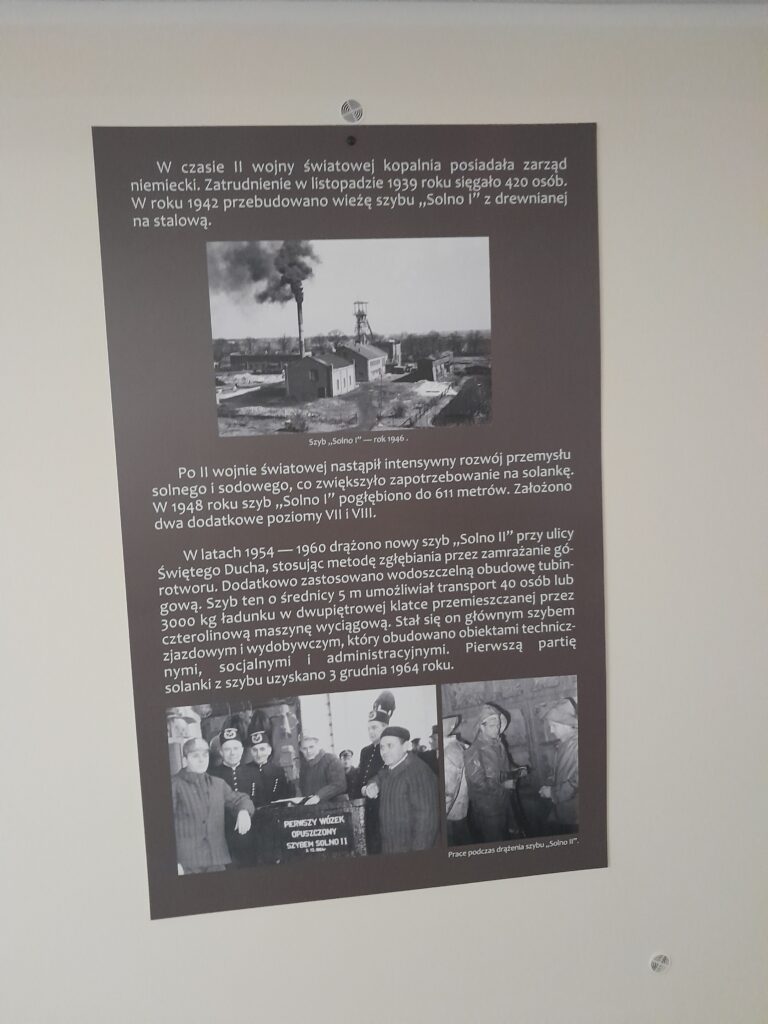 W czasie II wojny światowej kopalnia posiadała zarząd
niemiecki. Zatrudnienie w listopadzie 1939 roku sięgało 420 osób.
W roku 1942 przebudowano wieżę szybu „Solno I” z drewnianej
na stalową.
Szyb „Solno I” — rok 1946 .
Po II wojnie światowej nastąpił intensywny rozwój przemysłu
solnego i sodowego, co zwiększyło zapotrzebowanie na solankę.
W 1948 roku szyb „Solno I” pogłębiono do 611 metrów. Założono
dwa dodatkowe poziomy VII i VIII.
W latach 1954 — 1960 drążono nowy szyb „Solno II” przy ulicy
Świętego Ducha, stosując metodę zgłębiania przez zamrażanie gó-
rotworu. Dodatkowo zastosowano wodoszczelną obudowę tubin-
gową. Szyb ten o średnicy 5 m umożliwiał transport 40 osób lub
3000 kg ładunku w dwupiętrowej klatce przemieszczanej przez
czterolinową maszynę wyciągową. Stał się on głównym szybem
zjazdowym i wydobywczym, który obudowano obiektami technicz-
nymi, socjalnymi i administracyjnymi. Pierwszą partię
solanki z szybu uzyskano 3 grudnia 1964 roku.
PIERWSZY WÓZEK
OPUSZCZONY
SZYBEM SOLNO II
Prace podczas drążenia szybu „Solno II”.